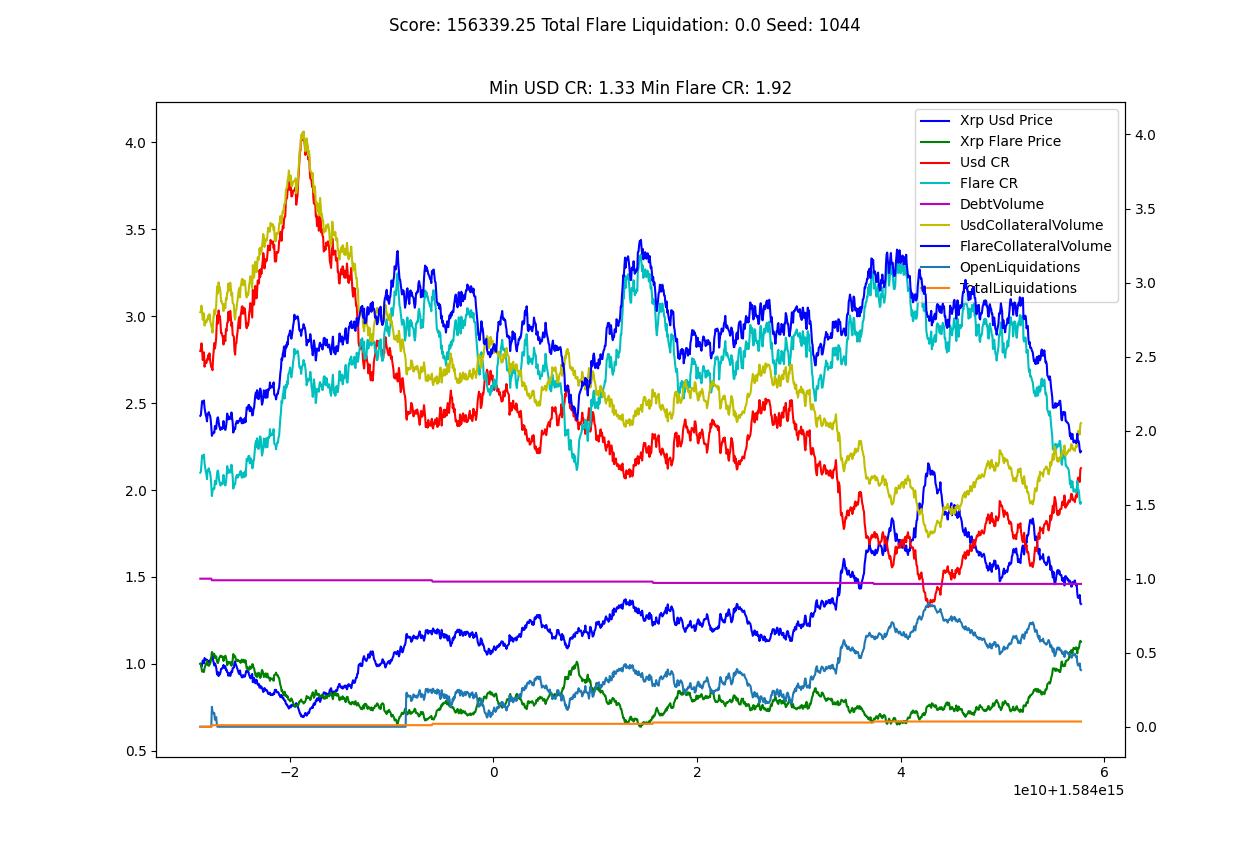 Score: 156339.25 Total Flare Liquidation: 0.0 Seed: 1044
Min USD CR: 1.33 Min Flare CR: 1.92
Xrp Usd Price
Xrp Flare Price
Usd CR
Flare CR
DebtVolume
UsdCollateralVolume
FlareCollateralVolume
OpenLiquidations
TotalLiquidations
4.0
3.5
3.0
2.5
2.0
1.5
1.0
0.5
4.0
3.5
3.0
2.5
2.0
1.5
1.0
0.5
0.0
−2
0
2
4
6
1e10+1.584e15